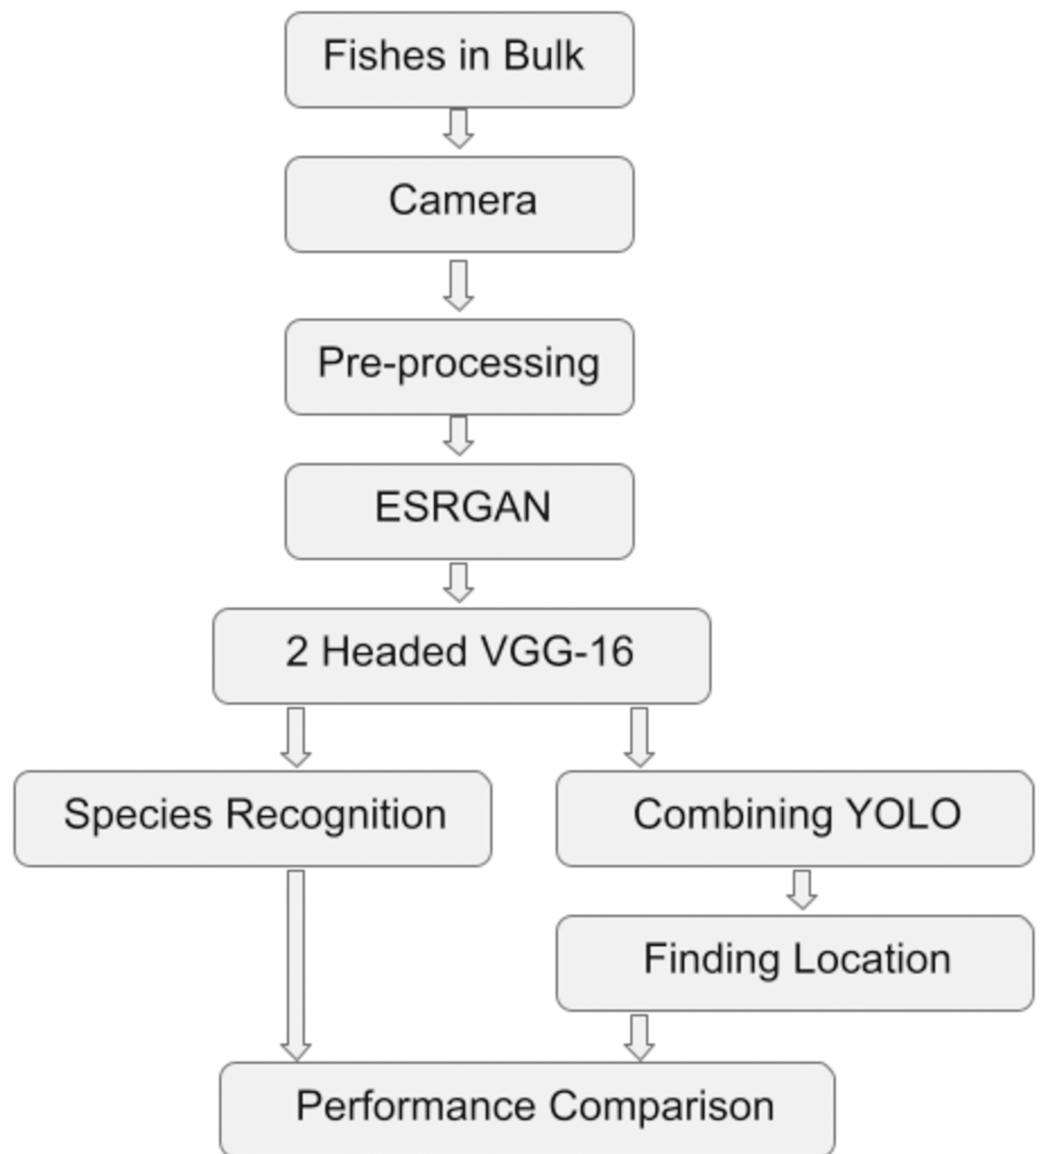 Fishes in Bulk
Camera
Pre-processing
ESRGAN
2 Headed VGG-16
Species Recognition
Combining YOLO
Finding Location
Performance Comparison